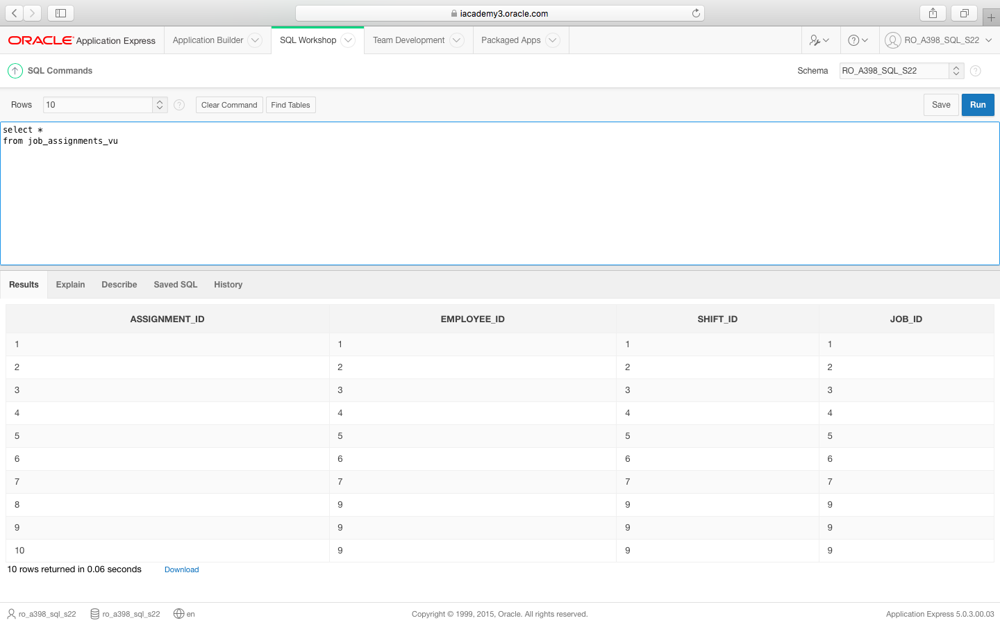 iacademy3.oracle.com
ORACLE Application Express Application Builder SQL Workshop Team Development Packaged Apps ? RO_A398_SQL_S22
SQL Commands Schema RO_A398_SQL_S22 ?
Rows 10 ? Clear Command Find Tables Save Run
select *
from job_assignments_vu
Results Explain Describe Saved SQL History
ASSIGNMENT_ID EMPLOYEE_ID SHIFT_ID JOB_ID
1 1 1 1
2 2 2 2
3 3 3 3
4 4 4 4
5 5 5 5
6 6 6 6
7 7 7 7
8 9 9 9
9 9 9 9
10 9 9 9
10 rows returned in 0.06 seconds Download
ro_a398_sql_s22 ro_a398_sql_s22 en Copyright © 1999, 2015, Oracle. All rights reserved. Application Express 5.0.3.00.03